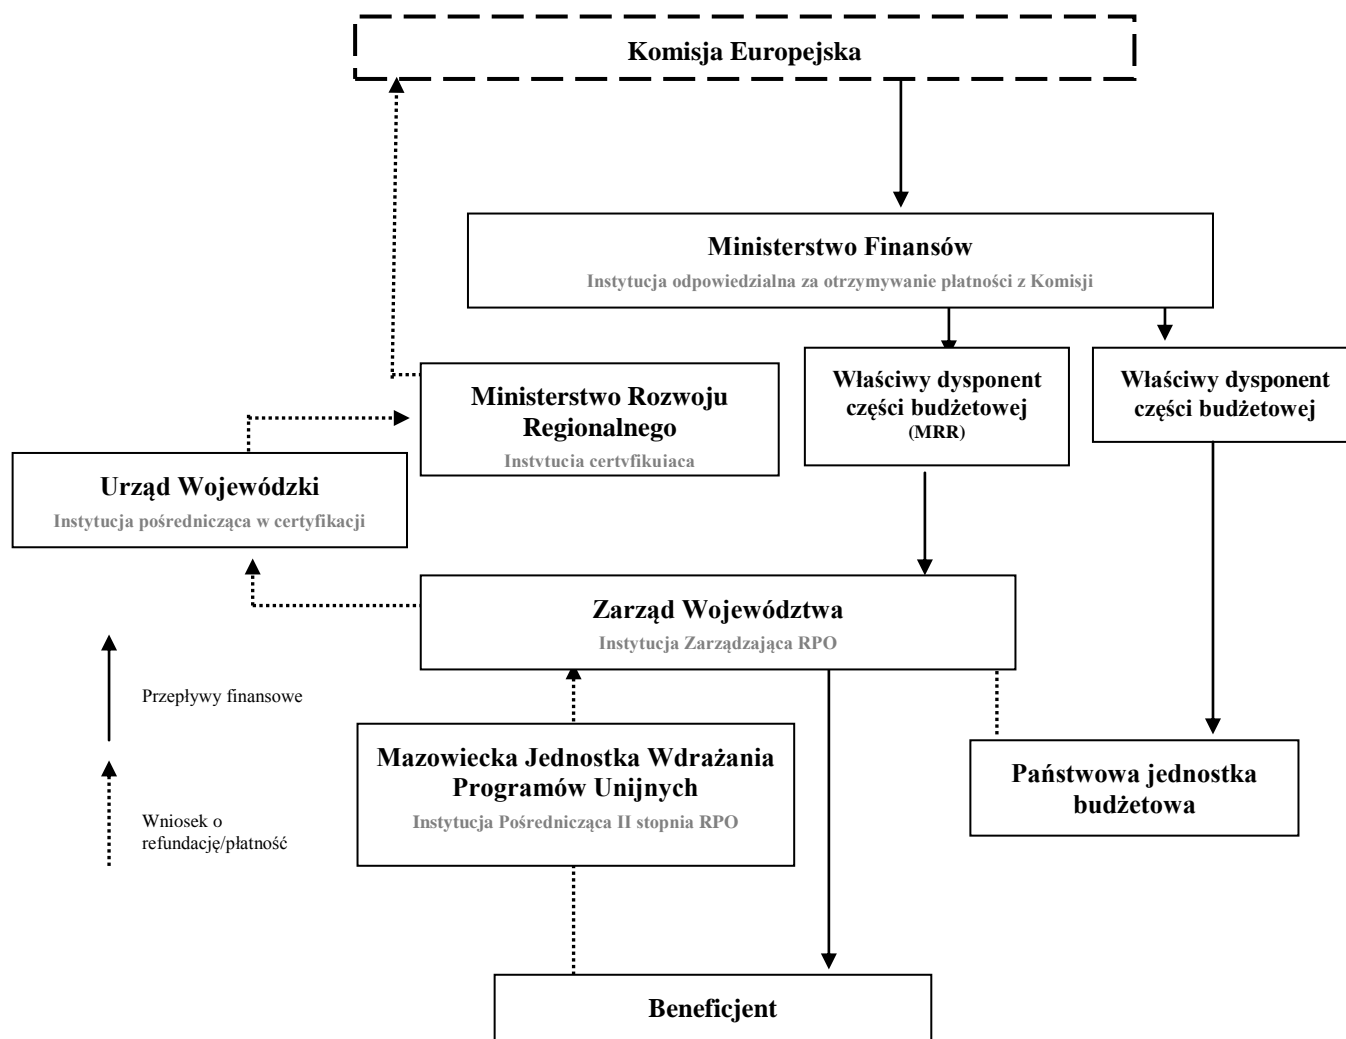 Komisja Europejska
Ministerstwo Finansów
Instytucja odpowiedzialna za otrzymywanie płatności z Komisji
Ministerstwo Rozwoju
Regionalnego
Instytucja certyfikująca
Właściwy dysponent
części budżetowej
(MRR)
Właściwy dysponent
części budżetowej
Urząd Wojewódzki
Instytucja pośrednicząca w certyfikacji
Zarząd Województwa
Instytucja Zarządzająca RPO
Przepływy finansowe
Mazowiecka Jednostka Wdrażania
Programów Unijnych
Instytucja Pośrednicząca II stopnia RPO
Państwowa jednostka
budżetowa
Wniosek o
refundację/płatność
Beneficjent